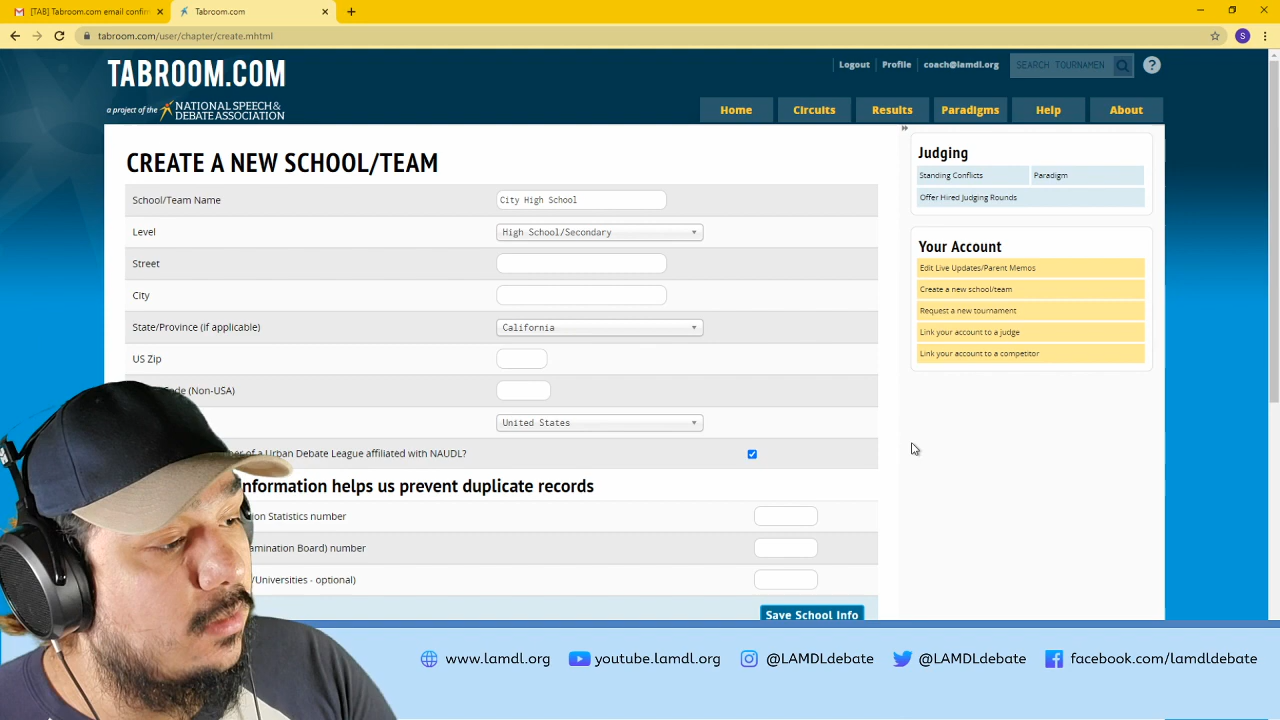 [TAB] Tabroom.com email confirm
Tabroom.com
tabroom.com/user/chapter/create.mhtml
S
TABROOM.COM
a project of the NATIONAL SPEECH & DEBATE ASSOCIATION
Logout Profile coach@lamdl.org SEARCH TOURNAMEN ?
Home Circuits Results Paradigms Help About
CREATE A NEW SCHOOL/TEAM
School/Team Name City High School
Level High School/Secondary
Street
City
State/Province (if applicable) California
US Zip
Code (Non-USA)
United States
of a Urban Debate League affiliated with NAUDL?
information helps us prevent duplicate records
Statistics number
Board) number
/Universities - optional)
Save School Info
Judging
Standing Conflicts Paradigm
Offer Hired Judging Rounds
Your Account
Edit Live Updates/Parent Memos
Create a new school/team
Request a new tournament
Link your account to a judge
Link your account to a competitor
www.lamdl.org youtube.lamdl.org @LAMDLdebate @LAMDLdebate facebook.com/lamdldebate